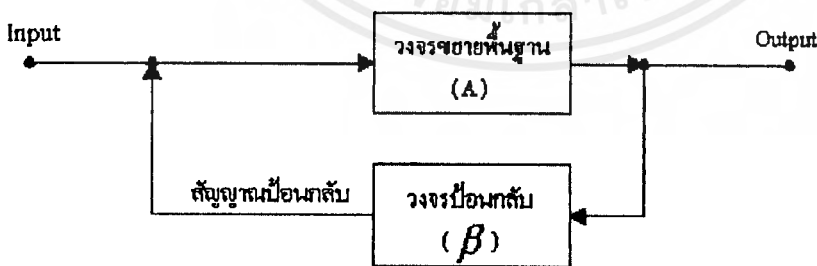 Input
วงจรขยายพื้นฐาน
(A)
Output
สัญญาณป้อนกลับ
วงจรป้อนกลับ
(β)